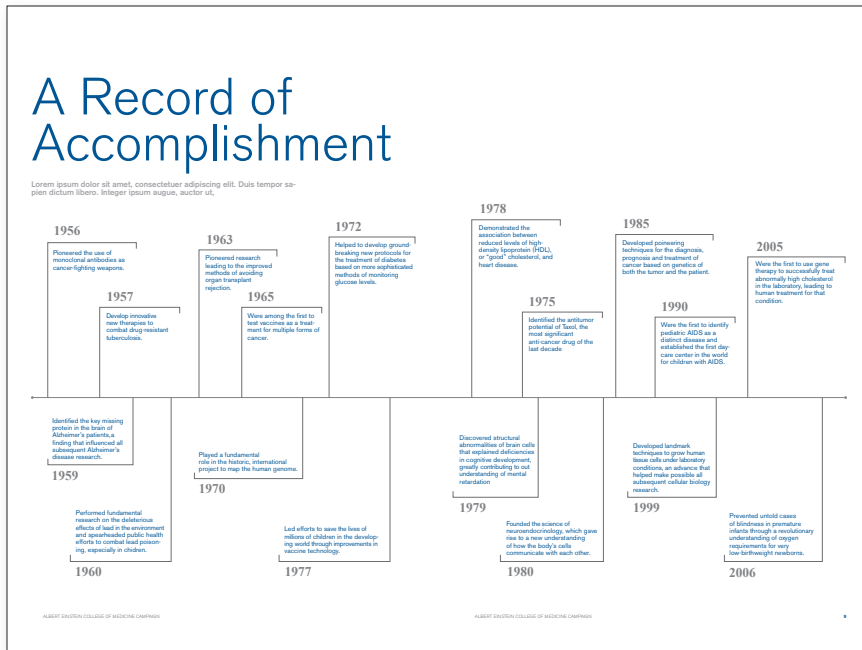 A Record of
Accomplishment
Lorem ipsum dolor sit amet, consectetuer adipiscing elit. Duis tempor sa-
pien dictum libero. Integer ipsum augue, auctor ut,
1956
Pioneered the use of
monoclonal antibodies as
cancer-fighting weapons.
1957
Develop innovative
new therapies to
combat drug-resistant
tuberculosis.
1963
Pioneered research
leading to the improved
methods of avoiding
organ transplant
rejection.
1965
Were among the first to
test vaccines as a treat-
ment for multiple forms of
cancer.
1972
Helped to develop ground-
breaking new protocols for
the treatment of diabetes
based on more sophisticated
methods of monitoring
glucose levels.
1978
Demonstrated the
association between
reduced levels of high-
density lipoprotein (HDL),
or "good" cholesterol, and
heart disease.
1975
Identified the antitumor
potential of Taxol, the
most significant
anti-cancer drug of the
last decade
1985
Developed poineering
techniques for the diagnosis,
prognosis and treatment of
cancer based on genetics of
both the tumor and the patient.
1990
Were the first to identify
pediatric AIDS as a
distinct disease and
established the first day-
care center in the world
for children with AIDS.
2005
Were the first to use gene
therapy to successfully treat
abnormally high cholesterol
in the laboratory, leading to
human treatment for that
condition.
Identified the key missing
protein in the brain of
Alzheimer's patients,a
finding that influenced all
subsequent Alzheimer's
disease research.
1959
Performed fundamental
research on the deleterious
effects of lead in the environment
and spearheaded public health
efforts to combat lead poison-
ing, especially in chidren.
1960
Played a fundamental
role in the historic, international
project to map the human genome.
1970
Led efforts to save the lives of
millions of children in the develop-
ing world through improvements in
vaccine technology.
1977
Discovered structural
abnormalities of brain cells
that explained deficiencies
in cognitive development,
greatly contributing to out
understanding of mental
retardation
1979
Founded the science of
neuroendocrinology, which gave
rise to a new understanding
of how the body's cells
communicate with each other.
1980
Developed landmark
techniques to grow human
tissue cells under laboratory
conditions, an advance that
helped make possible all
subsequent cellular biology
research.
1999
Prevented untold cases
of blindness in premature
infants through a revolutionary
understanding of oxygen
requirements for very
low-birthweight newborns.
2006
ALBERT EINSTEIN COLLEGE OF MEDICINE CAMPAIGN
ALBERT EINSTEIN COLLEGE OF MEDICINE CAMPAIGN